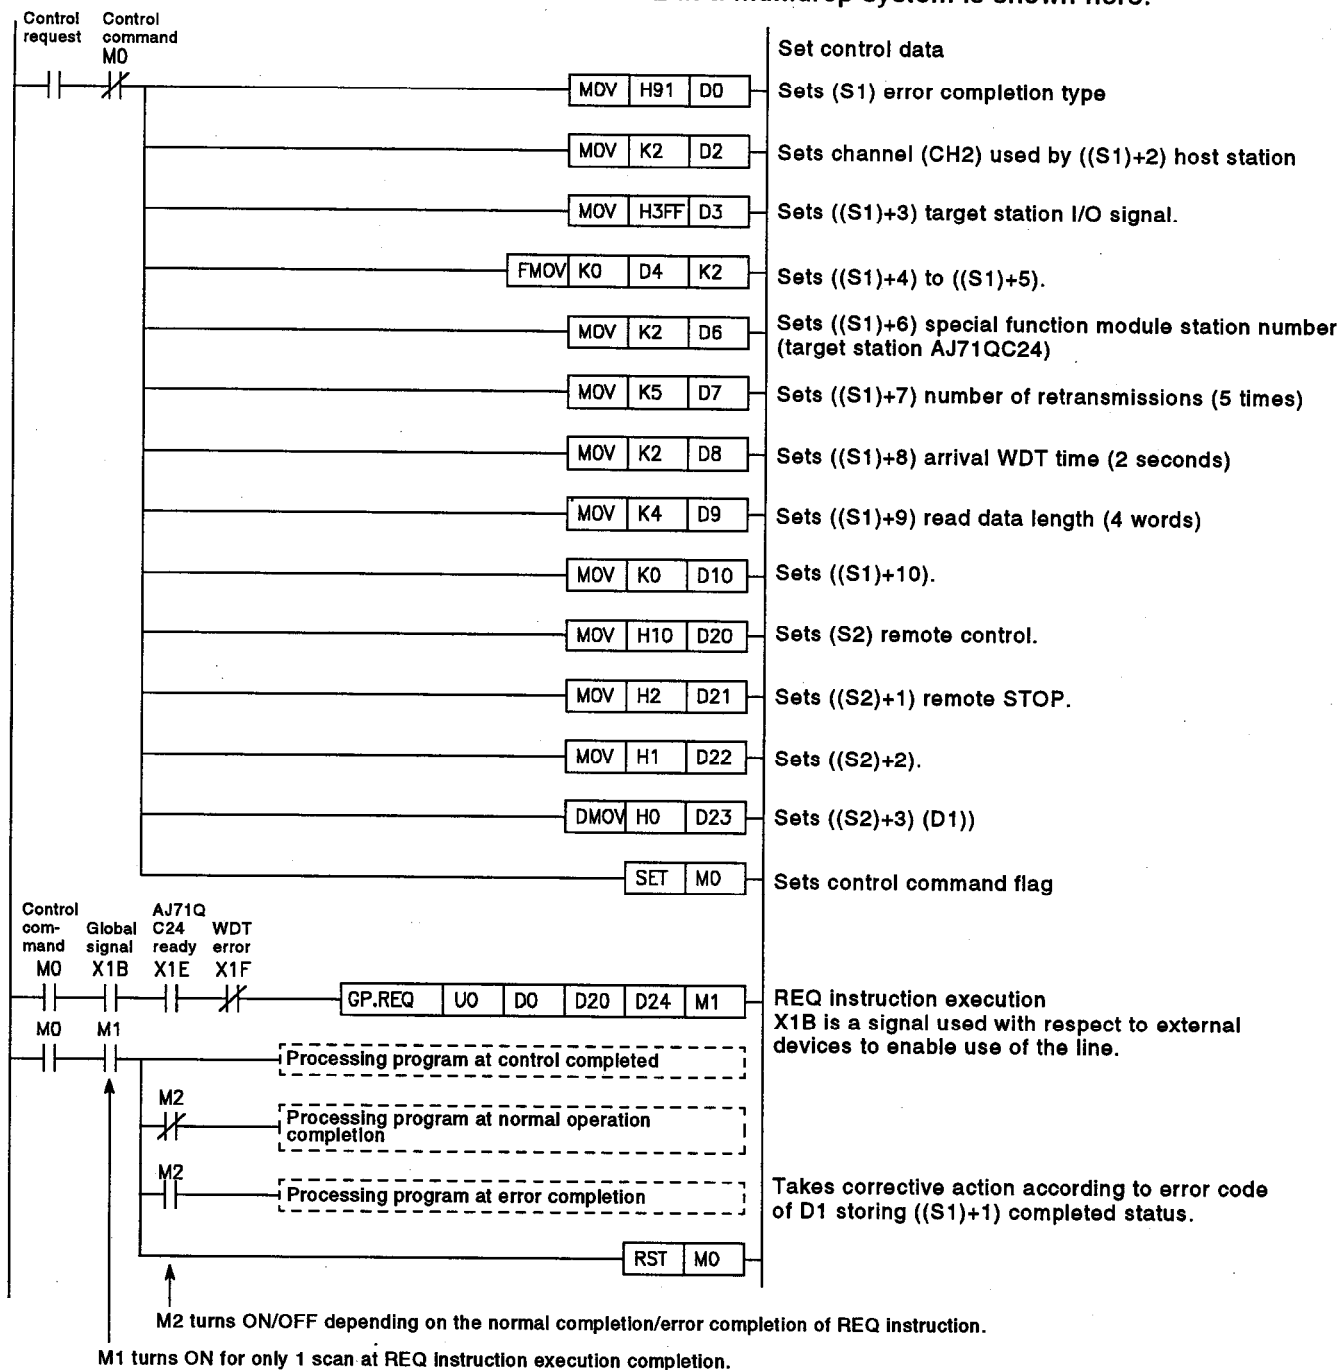 2 in a multidrop system is shown here.
Control request
Control command
M0
Set control data
MOV H91 D0
Sets (S1) error completion type
MOV K2 D2
Sets channel (CH2) used by ((S1)+2) host station
MOV H3FF D3
Sets ((S1)+3) target station I/O signal.
FMOV K0 D4 K2
Sets ((S1)+4) to ((S1)+5).
MOV K2 D6
Sets ((S1)+6) special function module station number
(target station AJ71QC24)
MOV K5 D7
Sets ((S1)+7) number of retransmissions (5 times)
MOV K2 D8
Sets ((S1)+8) arrival WDT time (2 seconds)
MOV K4 D9
Sets ((S1)+9) read data length (4 words)
MOV K0 D10
Sets ((S1)+10).
MOV H10 D20
Sets (S2) remote control.
MOV H2 D21
Sets ((S2)+1) remote STOP.
MOV H1 D22
Sets ((S2)+2).
DMOV H0 D23
Sets ((S2)+3) (D1))
SET M0
Sets control command flag
Control
com-
mand
M0
Global
signal
X1B
AJ71Q
C24
ready
X1E
WDT
error
X1F
GP.REQ U0 D0 D20 D24 M1
REQ instruction execution
X1B is a signal used with respect to external
devices to enable use of the line.
M0 M1
Processing program at control completed
M2
Processing program at normal operation
completion
M2
Processing program at error completion
Takes corrective action according to error code
of D1 storing ((S1)+1) completed status.
RST M0
M2 turns ON/OFF depending on the normal completion/error completion of REQ instruction.
M1 turns ON for only 1 scan at REQ instruction execution completion.